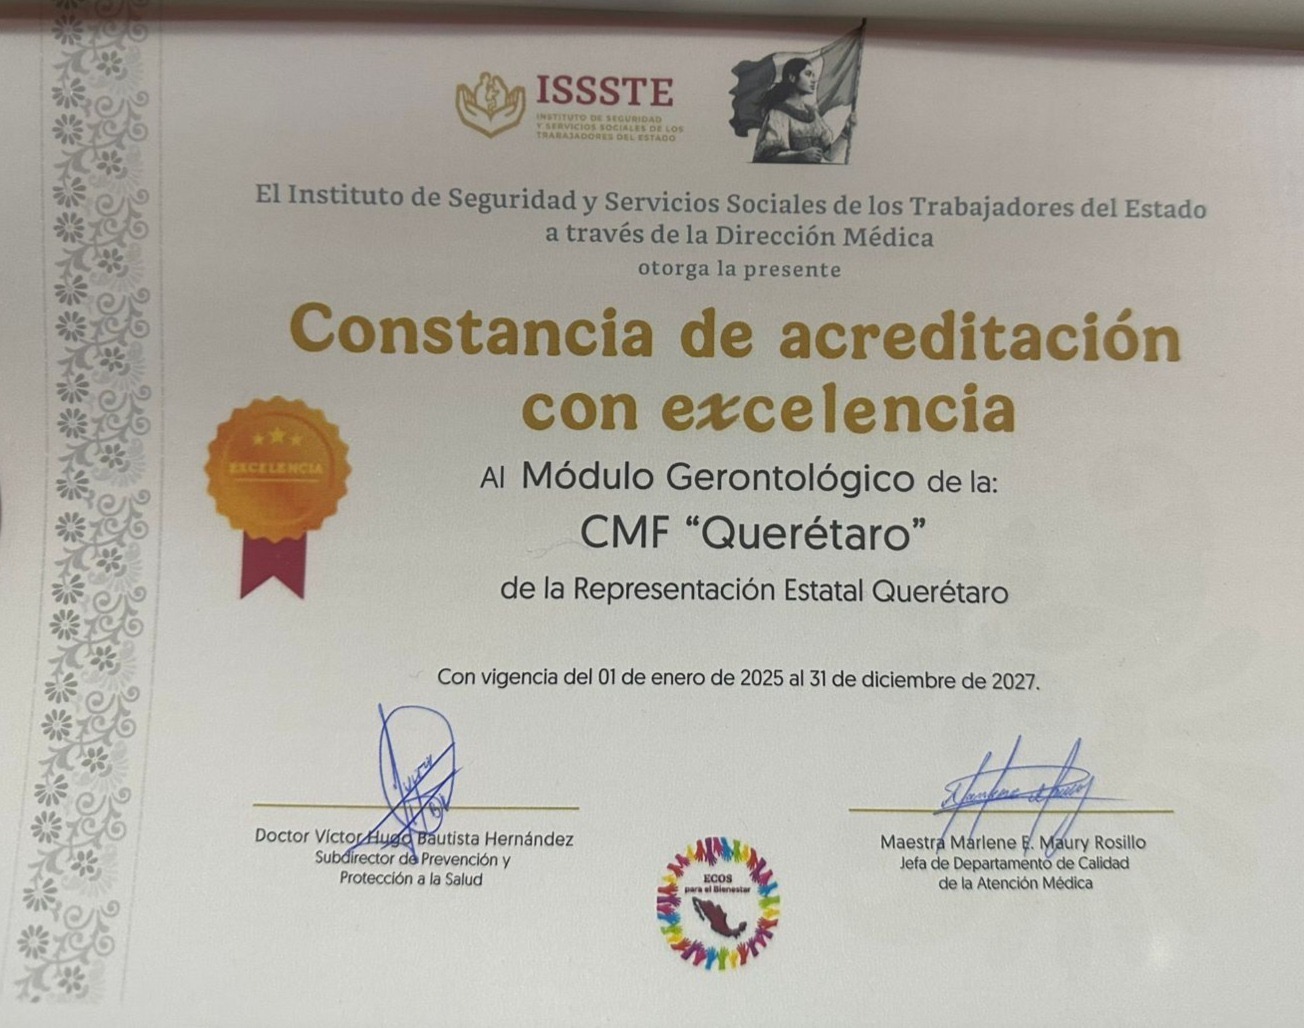 ISSSTE
INSTITUTO DE SEGURIDAD
Y SERVICIOS SOCIALES DE LOS
TRABAJADORES DEL ESTADO
El Instituto de Seguridad y Servicios Sociales de los Trabajadores del Estado
a través de la Dirección Médica
otorga la presente
Constancia de acreditación
con excelencia
EXCELENCIA
Al Módulo Gerontológico de la:
CMF “Querétaro”
de la Representación Estatal Querétaro
Con vigencia del 01 de enero de 2025 al 31 de diciembre de 2027.
Doctor Víctor Hugo Bautista Hernández
Subdirector de Prevención y
Protección a la Salud
Maestra Marlene E. Maury Rosillo
Jefa de Departamento de Calidad
de la Atención Médica
ECOS
para el Bienestar